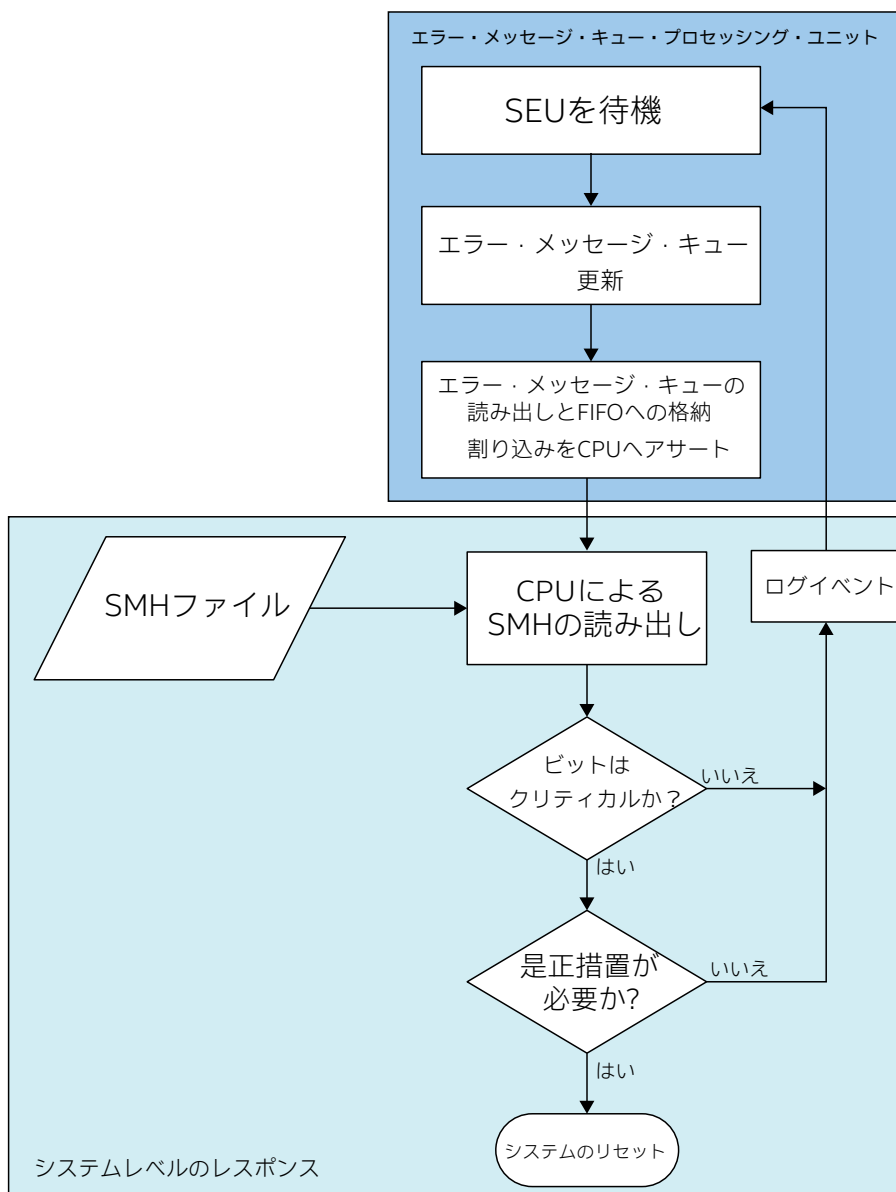 エラー・メッセージ・キュー・プロセッシング・ユニット
SEUを待機
エラー・メッセージ・キュー
更新
エラー・メッセージ・キューの
読み出しとFIFOへの格納
割り込みをCPUへアサート
SMHファイル
CPUによる
SMHの読み出し
ログイベント
ビットは
クリティカルか?
いいえ
はい
是正措置が
必要か?
いいえ
はい
システムのリセット
システムレベルのレスポンス